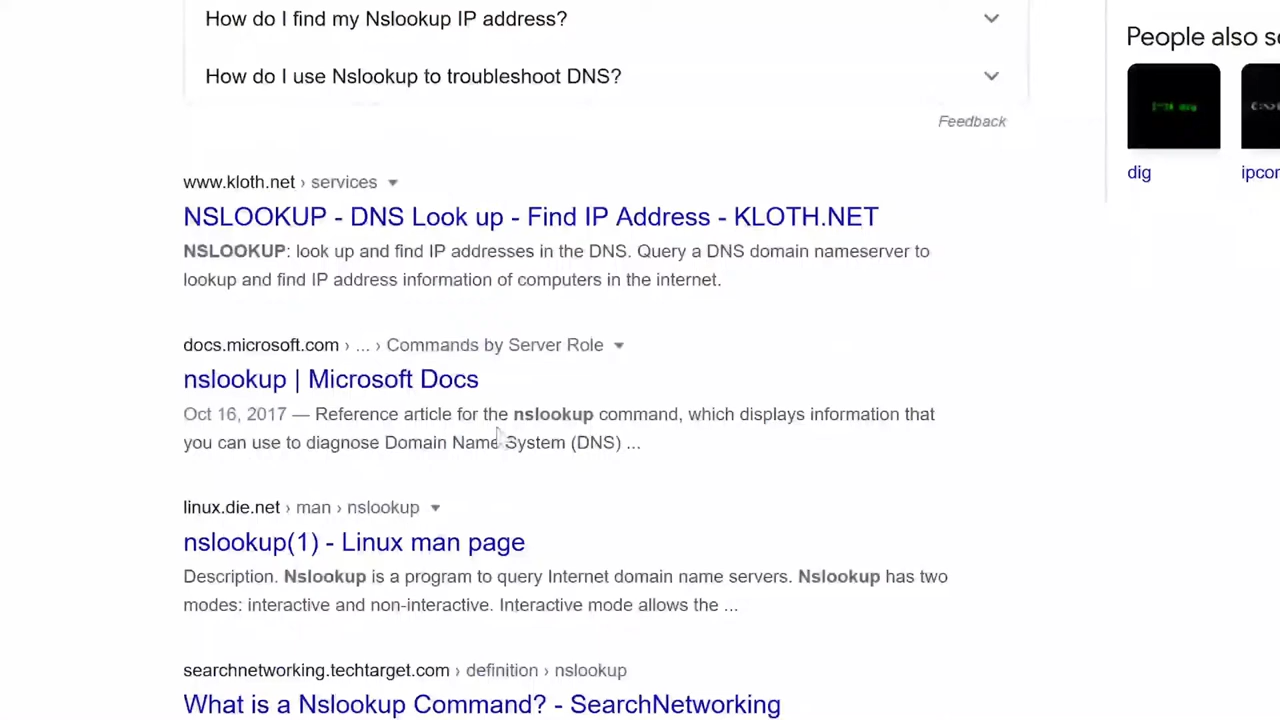 How do I find my Nslookup IP address?
How do I use Nslookup to troubleshoot DNS?
Feedback
www.kloth.net › services
NSLOOKUP - DNS Look up - Find IP Address - KLOTH.NET
NSLOOKUP: look up and find IP addresses in the DNS. Query a DNS domain nameserver to
lookup and find IP address information of computers in the internet.
docs.microsoft.com › ... › Commands by Server Role
nslookup | Microsoft Docs
Oct 16, 2017 — Reference article for the nslookup command, which displays information that
you can use to diagnose Domain Name System (DNS) ...
linux.die.net › man › nslookup
nslookup(1) - Linux man page
Description. Nslookup is a program to query Internet domain name servers. Nslookup has two
modes: interactive and non-interactive. Interactive mode allows the ...
searchnetworking.techtarget.com › definition › nslookup
What is a Nslookup Command? - SearchNetworking
People also s
dig
ipcon